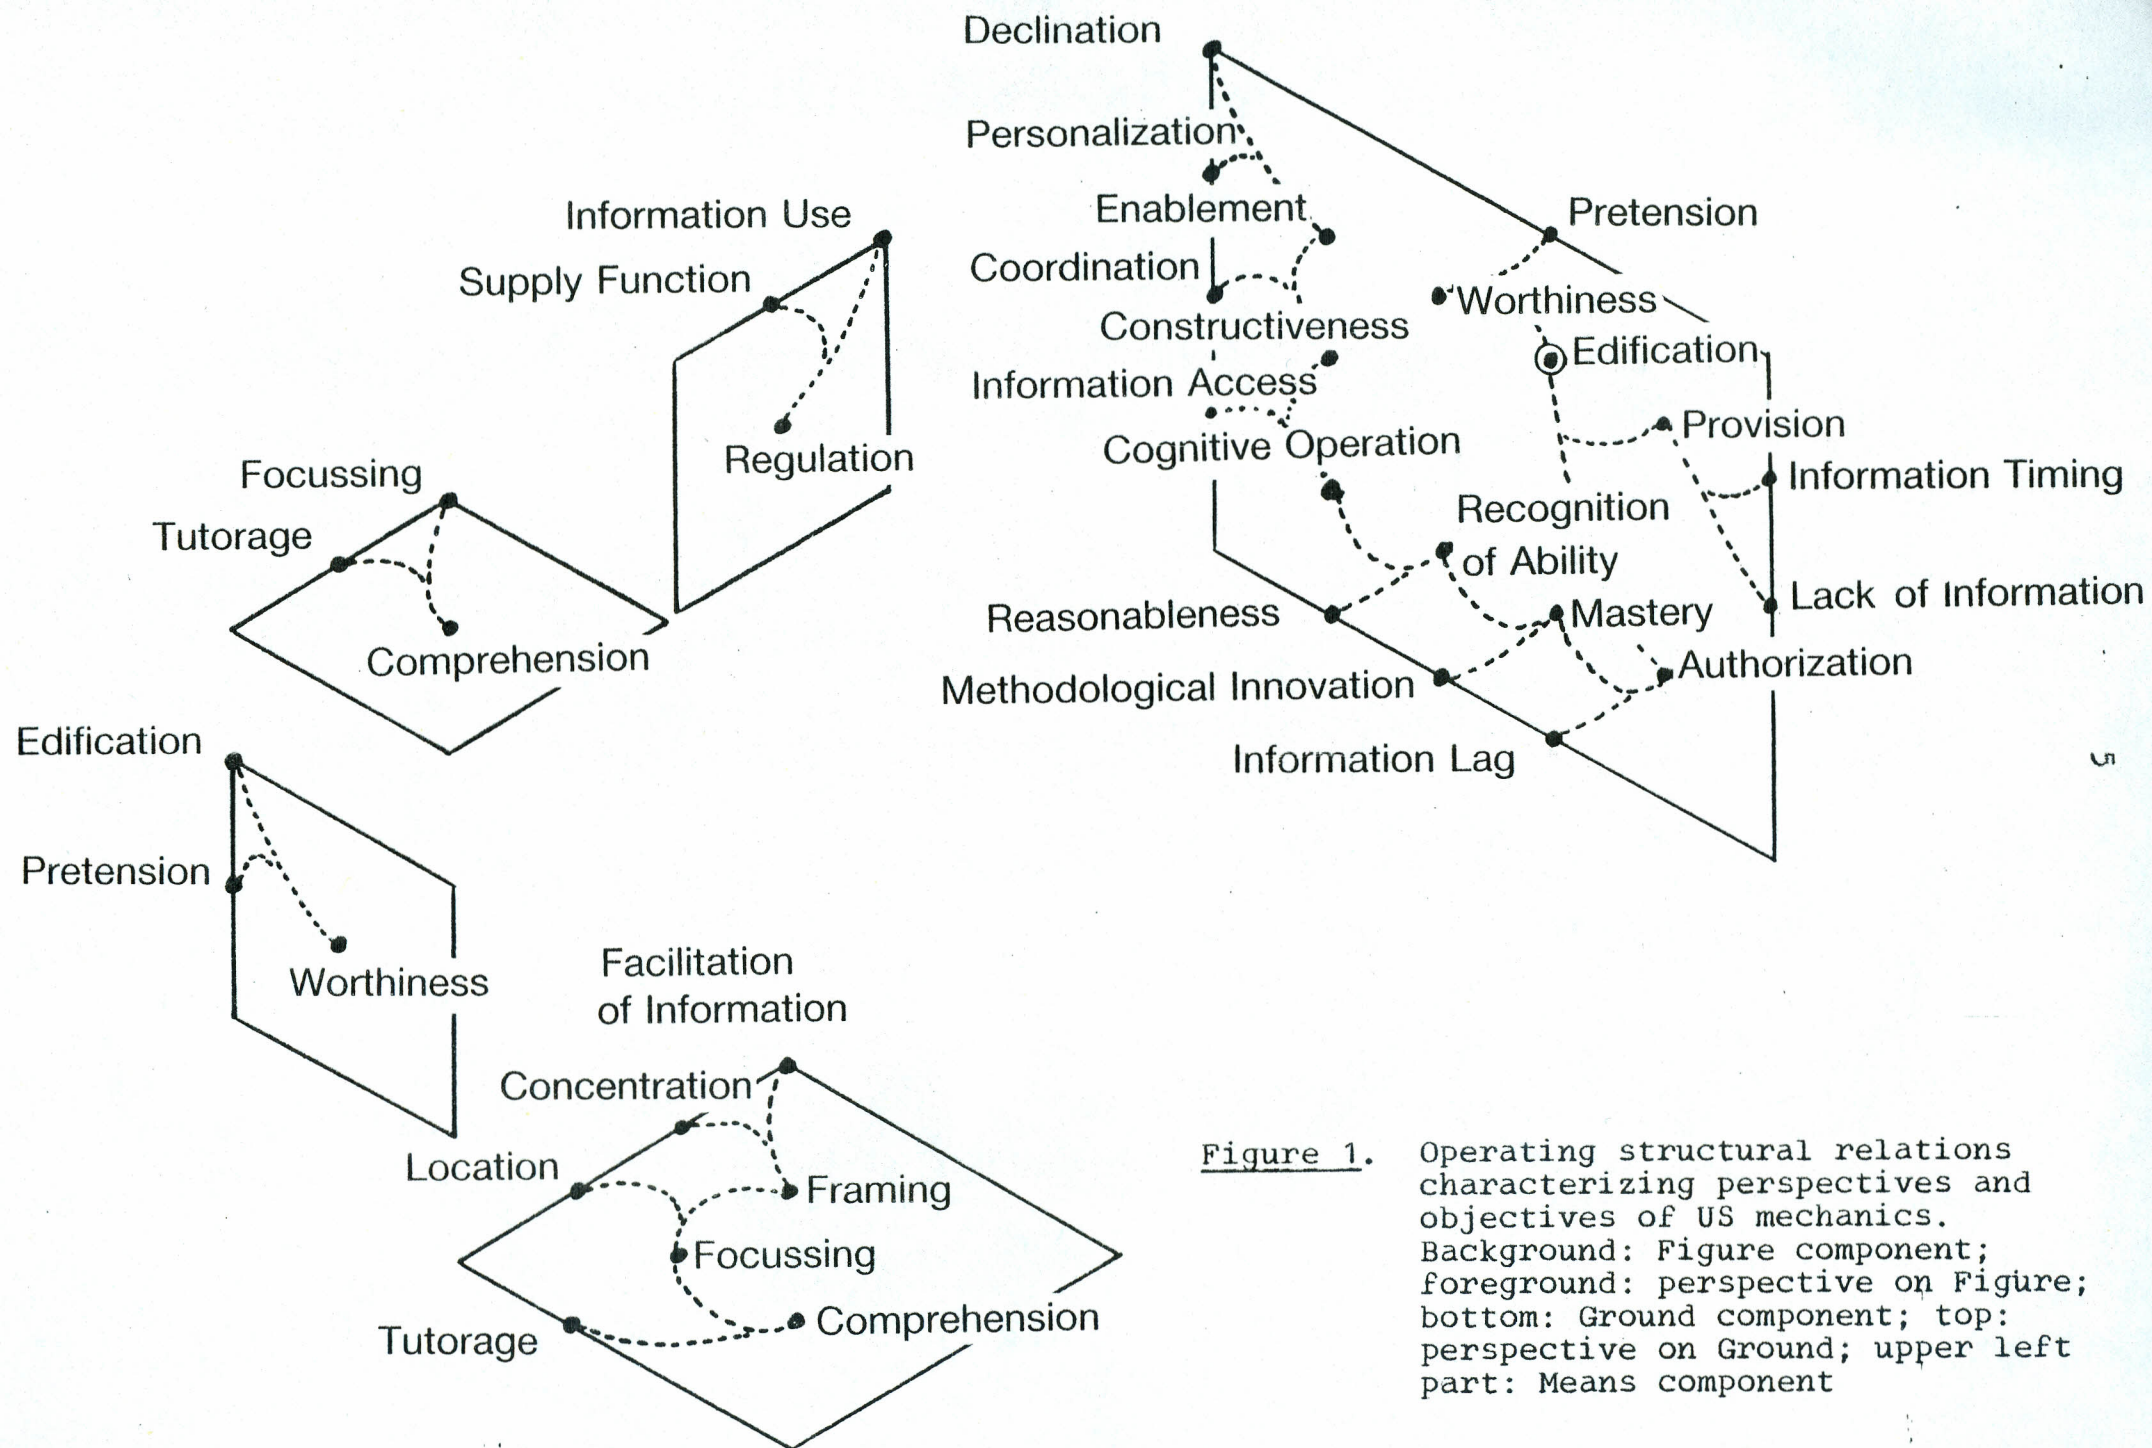 Declination
Personalization
Enablement
Coordination
Constructiveness
Information Access
Cognitive Operation
Pretension
Worthiness
Edification
Provision
Information Timing
Recognition
of Ability
Lack of Information
Reasonableness
Mastery
Authorization
Methodological Innovation
Information Lag
Information Use
Supply Function
Regulation
Focussing
Tutorage
Comprehension
Edification
Pretension
Worthiness
Facilitation
of Information
Concentration
Location
Framing
Focussing
Tutorage
Comprehension
5
Figure 1. Operating structural relations
characterizing perspectives and
objectives of US mechanics.
Background: Figure component;
foreground: perspective on Figure;
bottom: Ground component; top:
perspective on Ground; upper left
part: Means component